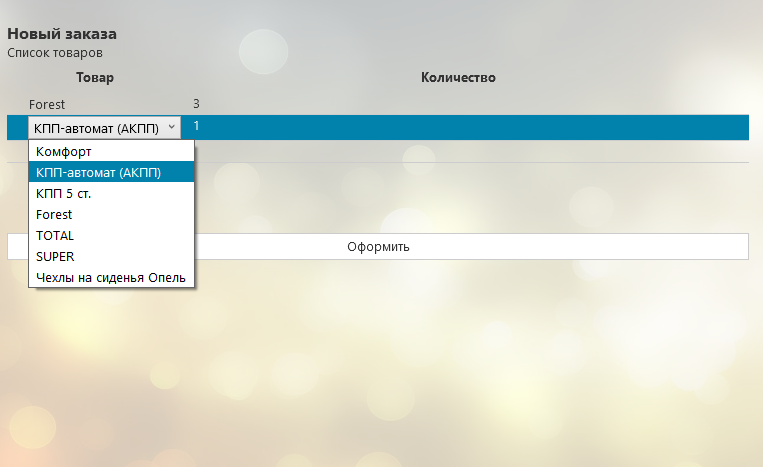 Новый заказа
Список товаров
Товар Количество
Forest 3
КПП-автомат (АКПП) 1
Комфорт
КПП-автомат (АКПП)
КПП 5 ст.
Forest
TOTAL
SUPER
Чехлы на сиденья Опель
Оформить